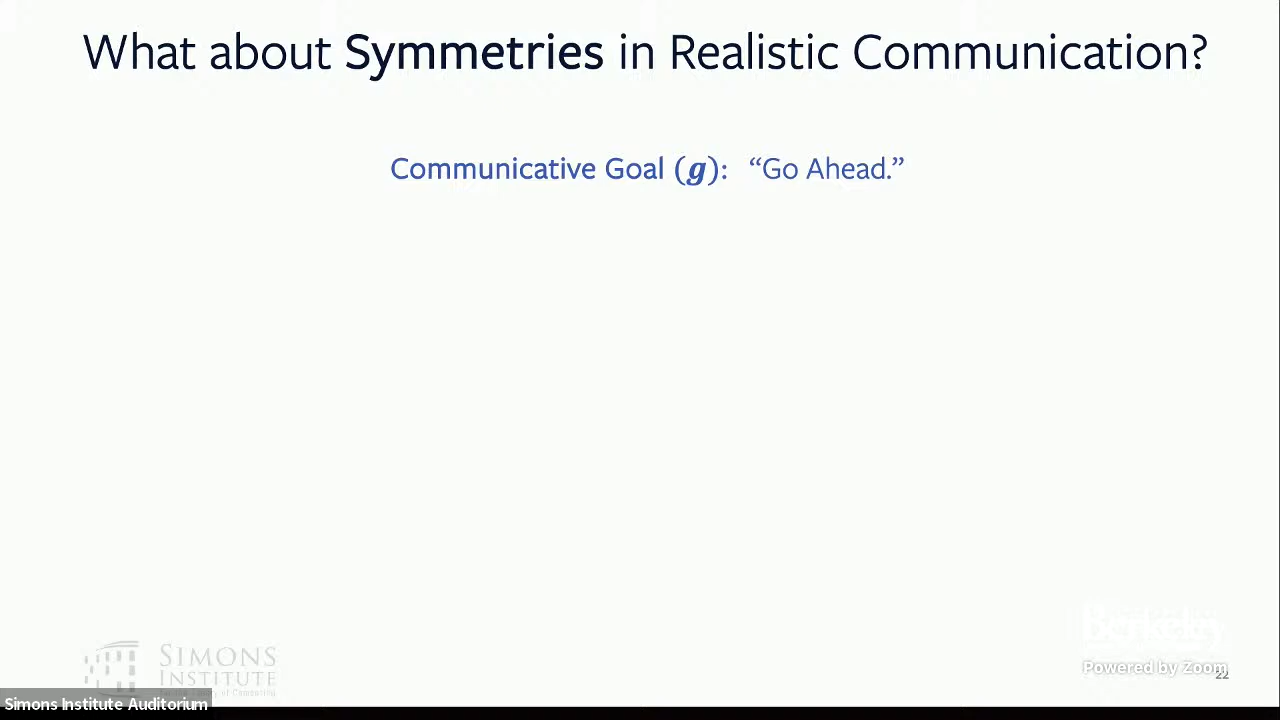 What about Symmetries in Realistic Communication?
Communicative Goal (g): “Go Ahead.”
SIMONS
INSTITUTE
Berkeley
Powered by Zoom
22
Simons Institute Auditorium